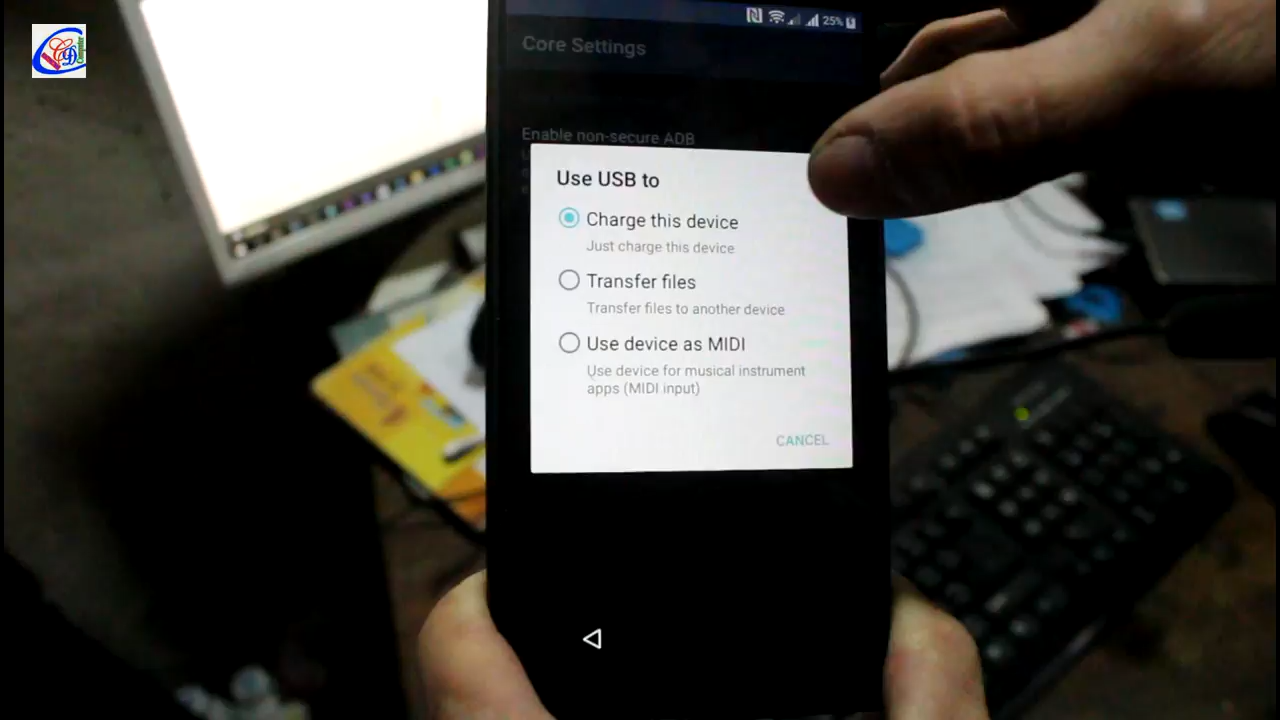 25%
Core Settings
Enable non-secure ADB
Use USB to
Charge this device
Just charge this device
Transfer files
Transfer files to another device
Use device as MIDI
Use device for musical instrument
apps (MIDI input)
CANCEL